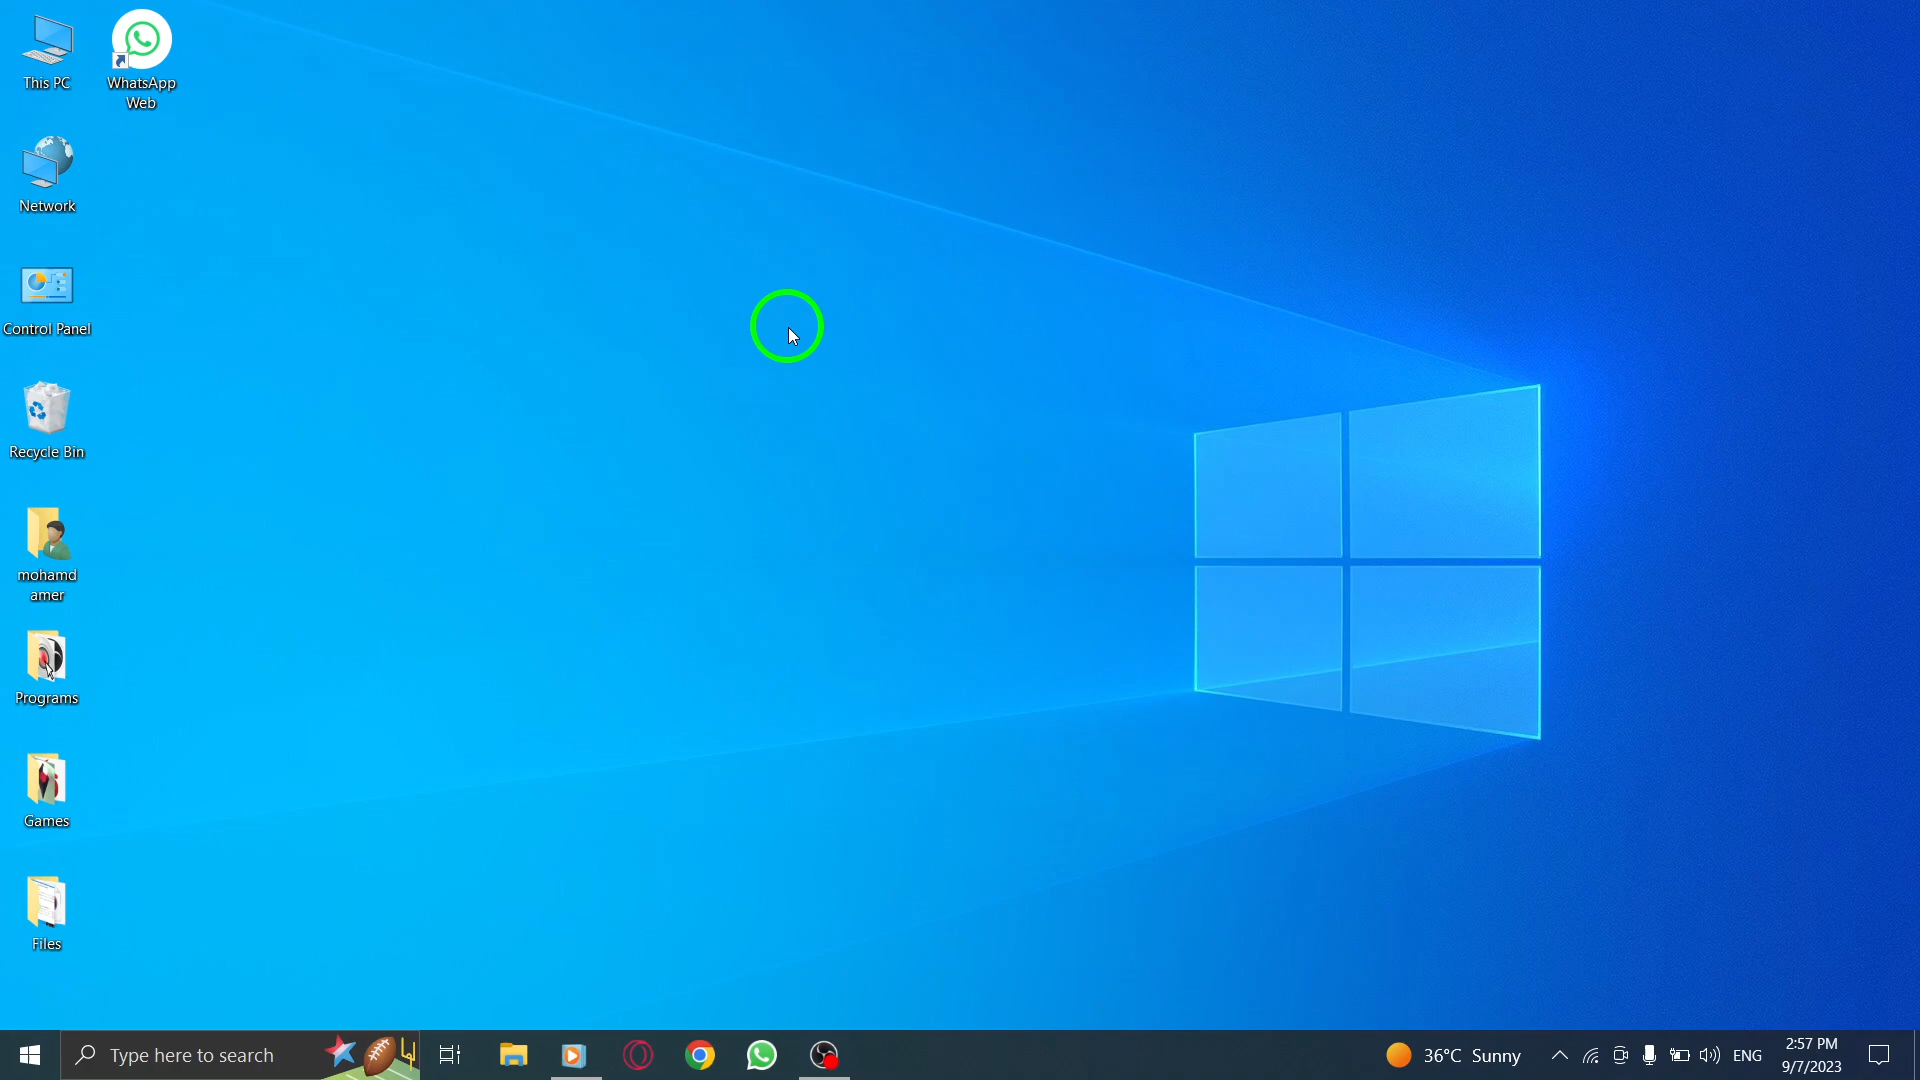 This PC
WhatsApp
Web
Network
Control Panel
Recycle Bin
mohamd
amer
Programs
Games
Files
Type here to search
36°C Sunny
ENG
2:57 PM
9/7/2023